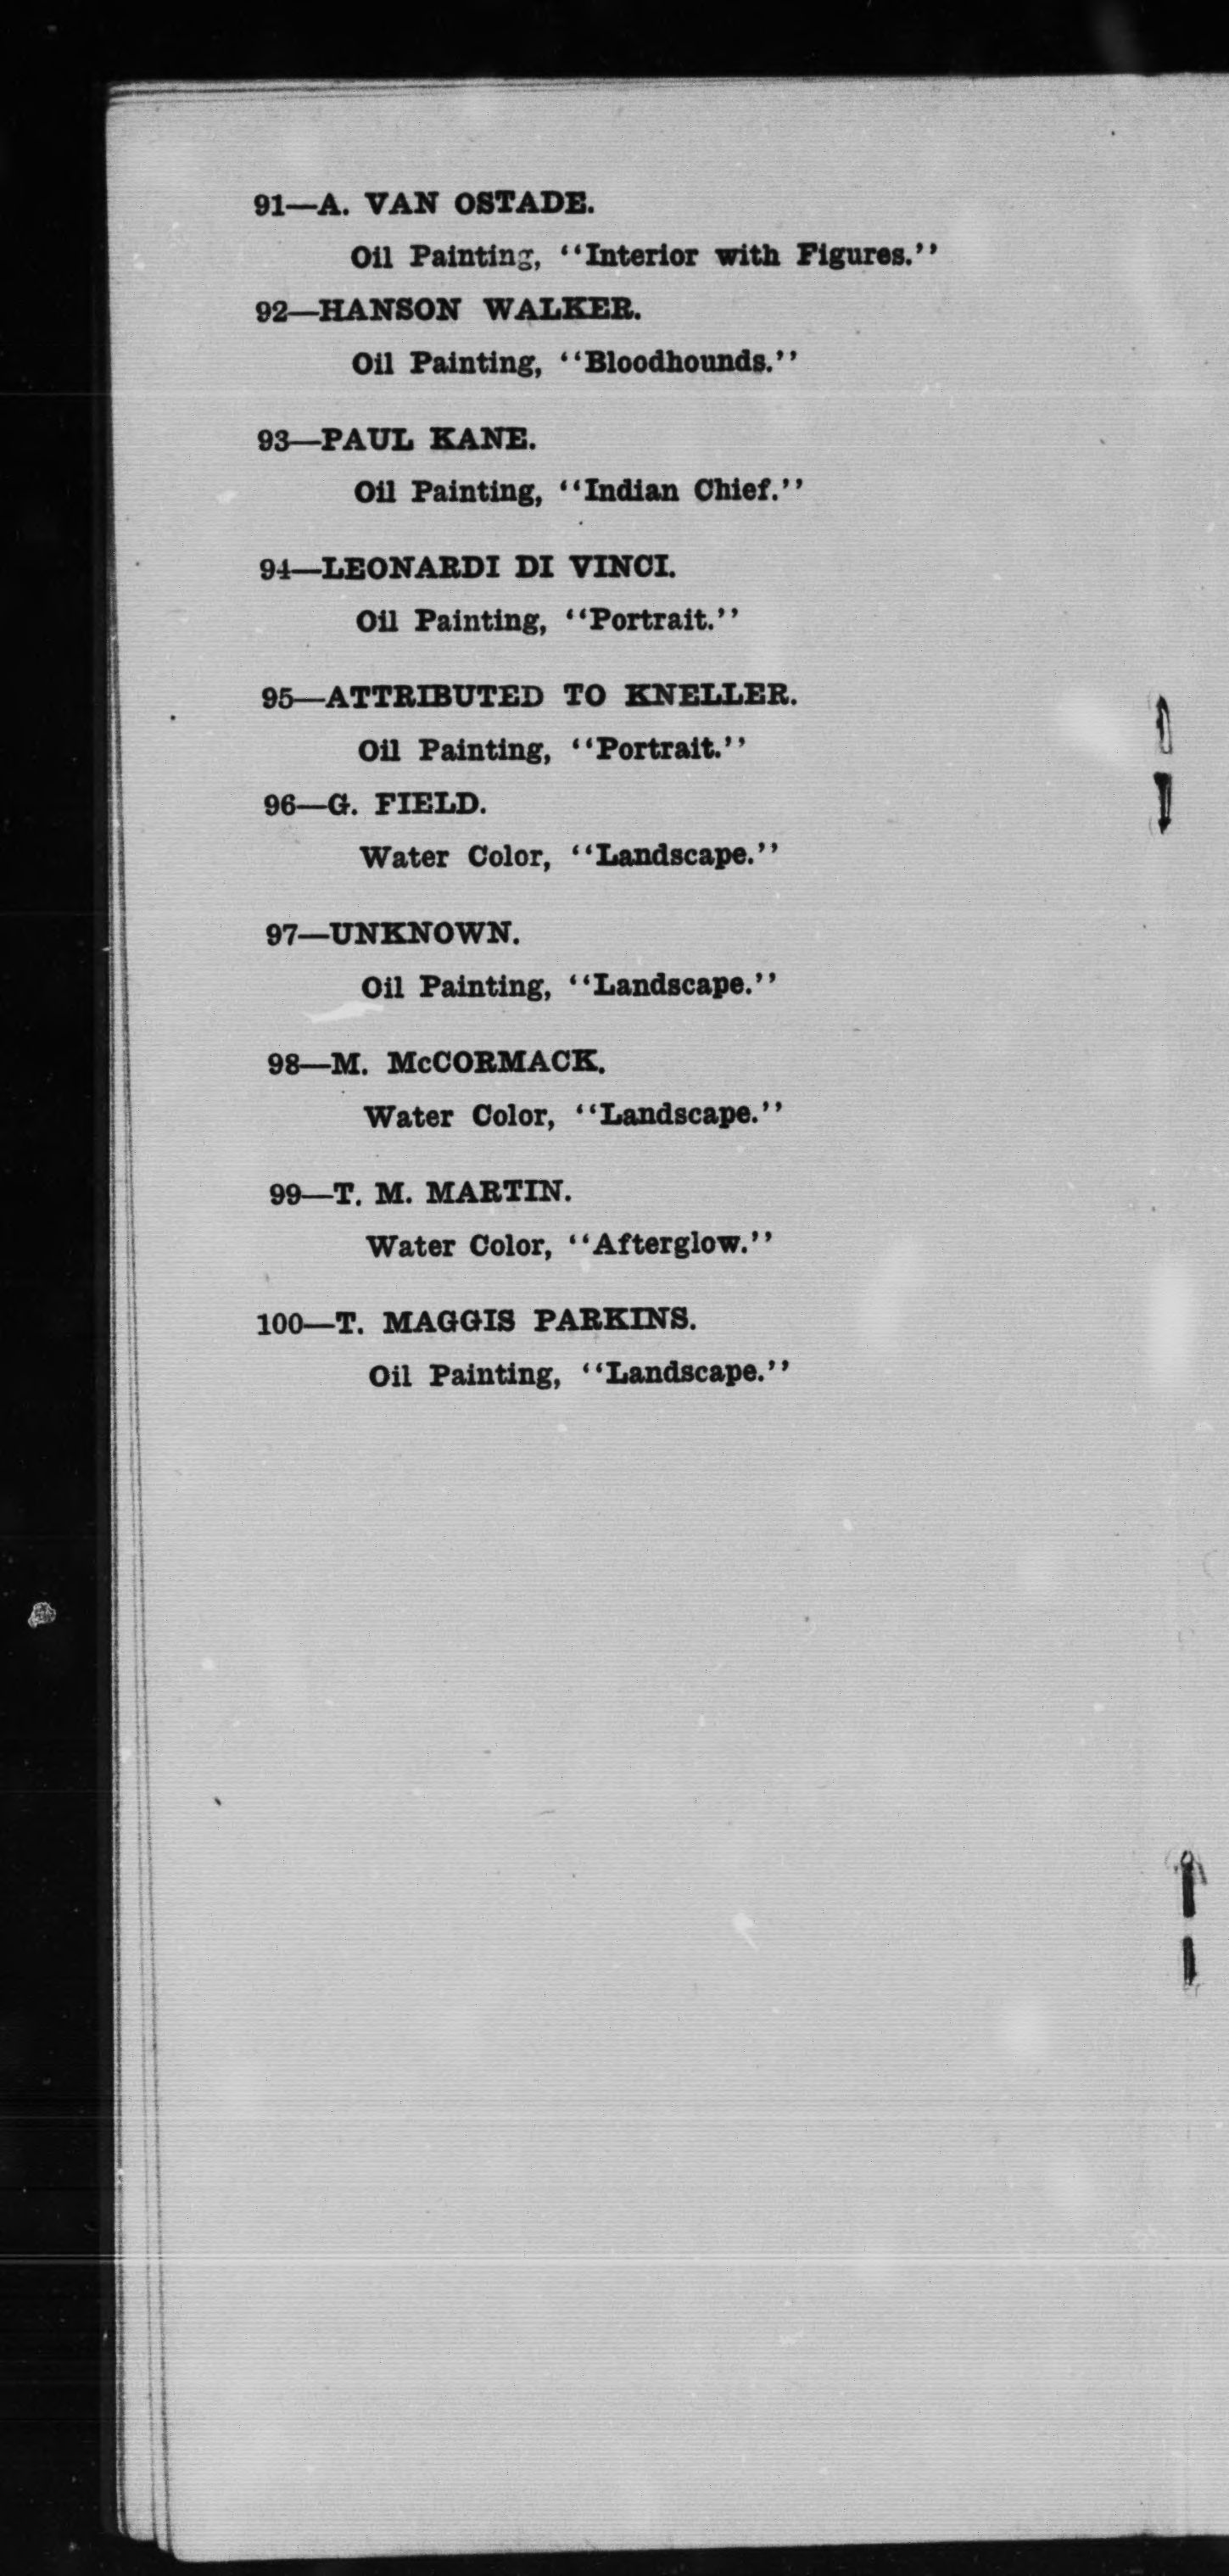 91—A. VAN OSTADE.
Oil Painting, ‘‘Interior with Figures.’’
92—HANSON WALKER.
Oil Painting, ‘‘Bloodhounds.’’
93—PAUL KANE.
Oil Painting, ‘‘Indian Chief.’’
94—LEONARDI DI VINCI.
Oil Painting, ‘‘Portrait.’’
95—ATTRIBUTED TO KNELLER.
Oil Painting, ‘‘Portrait.’’
96—G. FIELD.
Water Color, ‘‘Landscape.’’
97—UNKNOWN.
Oil Painting, ‘‘Landscape.’’
98—M. McCORMACK.
Water Color, ‘‘Landscape.’’
99—T. M. MARTIN.
Water Color, ‘‘Afterglow.’’
100—T. MAGGIS PARKINS.
Oil Painting, ‘‘Landscape.’’